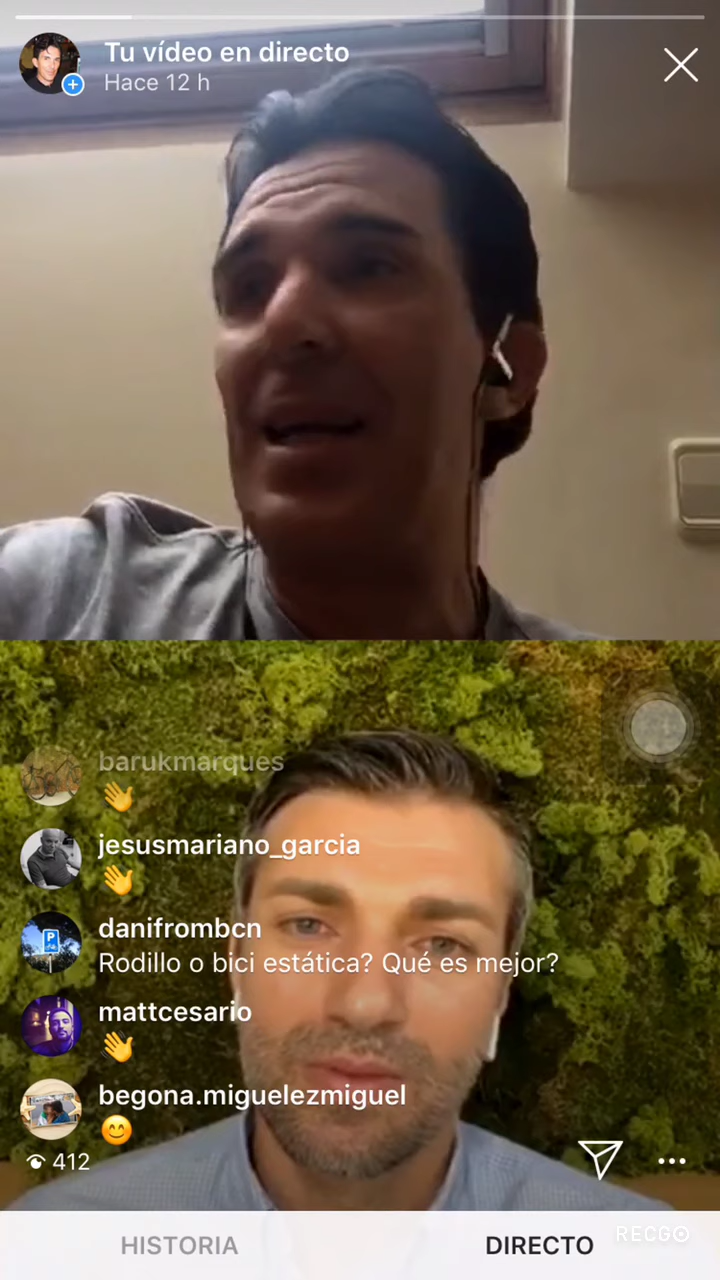 Tu vídeo en directo
Hace 12 h
barukmarques
👋
jesusmariano_garcia
👋
danifrombcn
Rodillo o bici estática? Qué es mejor?
mattcesario
👋
begona.miguelezmiguel
😊
412
HISTORIA
DIRECTO
RECGO
P